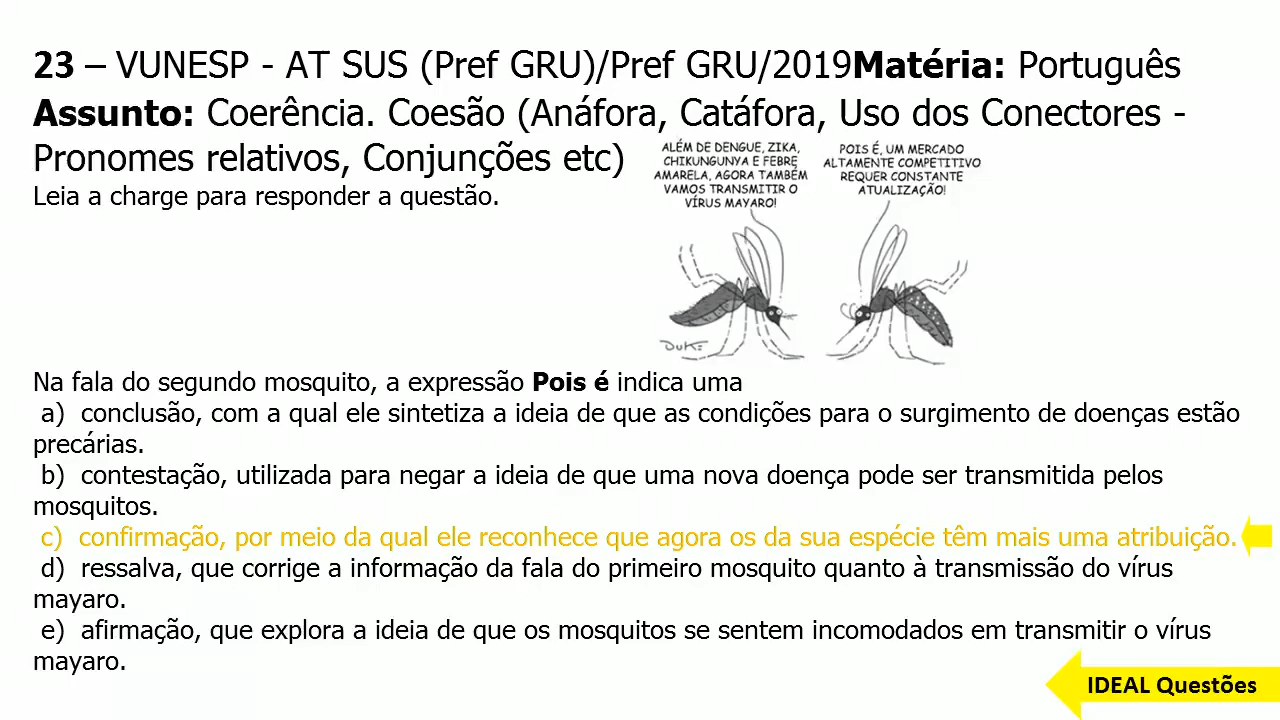 23 – VUNESP - AT SUS (Pref GRU)/Pref GRU/2019Matéria: Português
Assunto: Coerência. Coesão (Anáfora, Catáfora, Uso dos Conectores -
Pronomes relativos, Conjunções etc)
Leia a charge para responder a questão.
ALÉM DE DENGUE, ZIKA,
CHIKUNGUNYA E FEBRE
AMARELA, AGORA TAMBÉM
VAMOS TRANSMITIR O
VÍRUS MAYARO!
POIS É, UM MERCADO
ALTAMENTE COMPETITIVO
REQUER CONSTANTE
ATUALIZAÇÃO!
DUKE
Na fala do segundo mosquito, a expressão Pois é indica uma
a) conclusão, com a qual ele sintetiza a ideia de que as condições para o surgimento de doenças estão
precárias.
b) contestação, utilizada para negar a ideia de que uma nova doença pode ser transmitida pelos
mosquitos.
c) confirmação, por meio da qual ele reconhece que agora os da sua espécie têm mais uma atribuição.
d) ressalva, que corrige a informação da fala do primeiro mosquito quanto à transmissão do vírus
mayaro.
e) afirmação, que explora a ideia de que os mosquitos se sentem incomodados em transmitir o vírus
mayaro.
IDEAL Questões